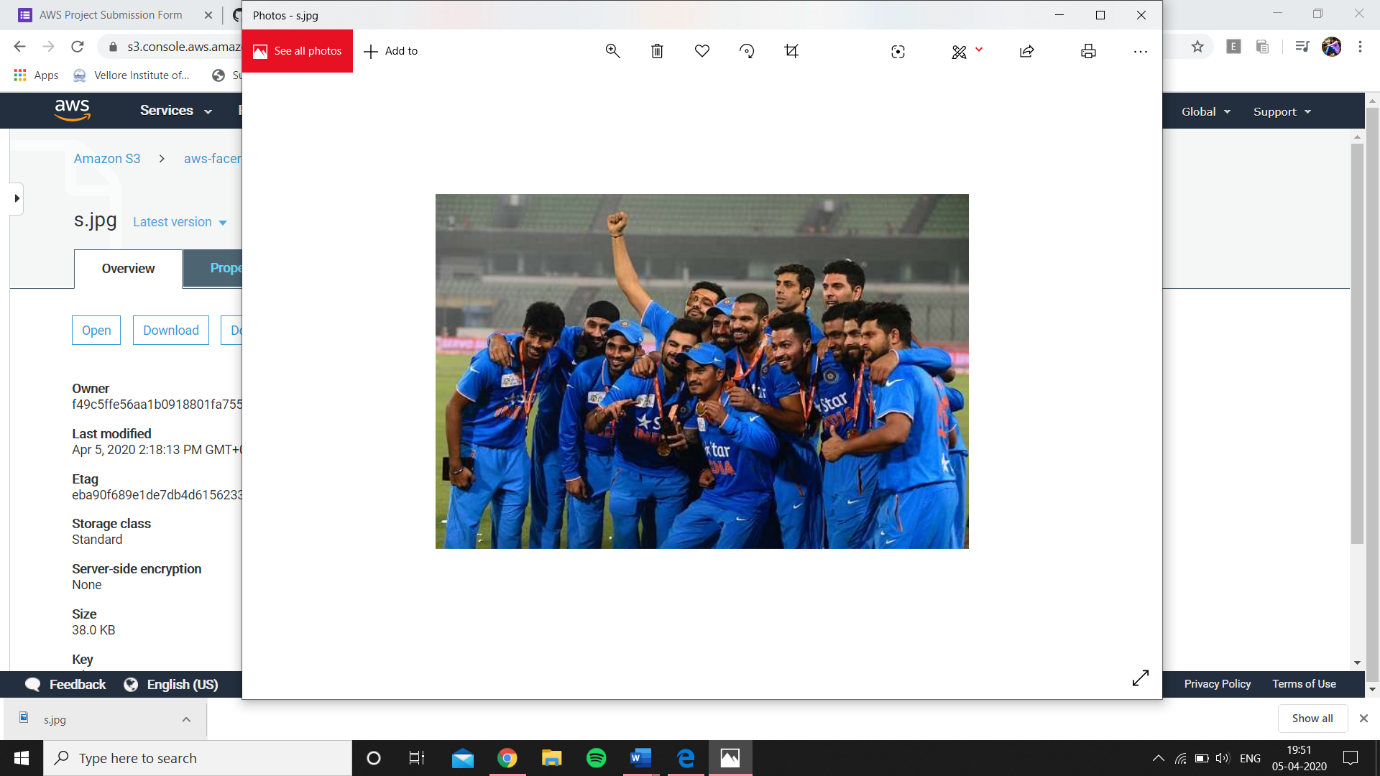 AWS Project Submission Form
Photos - s.jpg
s3.console.aws.amaz
See all photos
Add to
Apps
Vellore Institute of...
Su
aws
Services
Global
Support
Amazon S3
aws-facer
s.jpg
Latest version
Overview
Prope
Open
Download
Do
Owner
f49c5ffe56aa1b0918801fa755
Last modified
Apr 5, 2020 2:18:13 PM GMT+
Etag
eba90f689e1de7db4d6156233
Storage class
Standard
Server-side encryption
None
Size
38.0 KB
Key
Star
INDIA
Feedback
English (US)
Privacy Policy
Terms of Use
s.jpg
Show all
Type here to search
ENG
19:51
05-04-2020